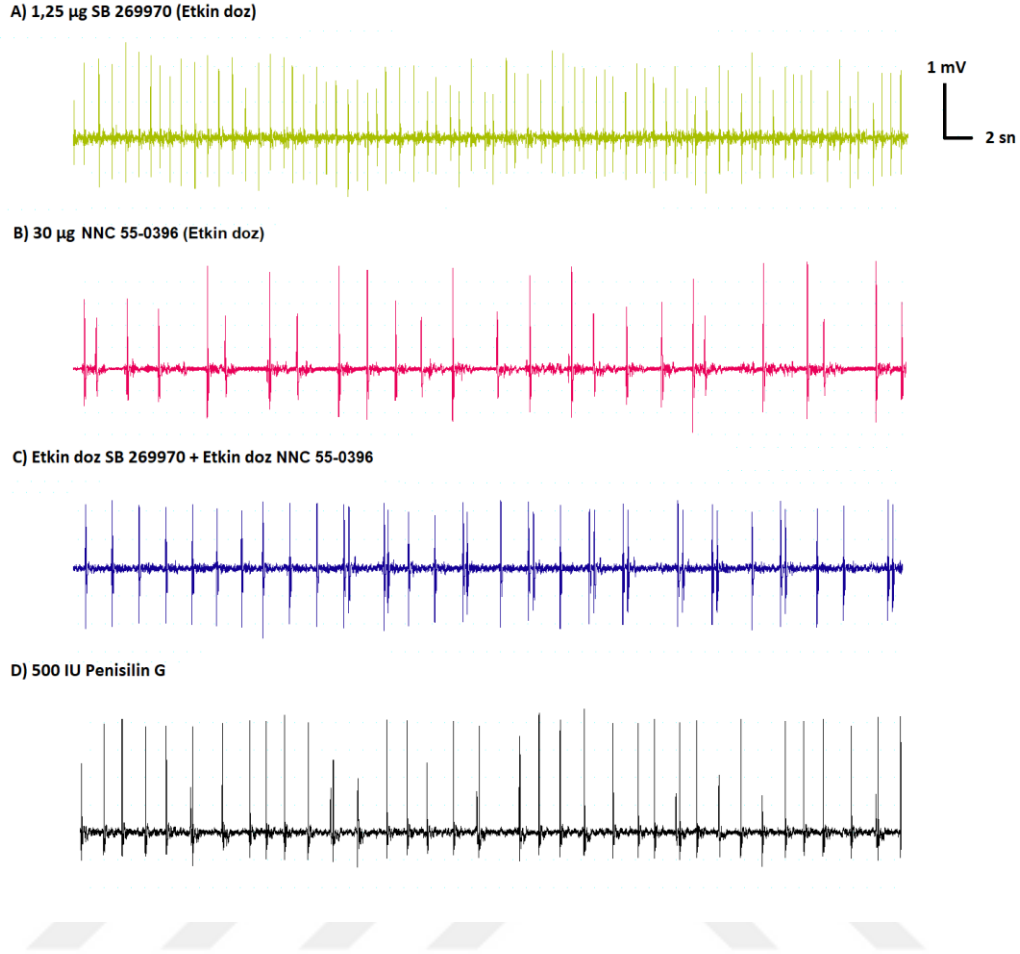 A) 1,25 µg SB 269970 (Etkin doz)
1 mV
2 sn
B) 30 µg NNC 55-0396 (Etkin doz)
C) Etkin doz SB 269970 + Etkin doz NNC 55-0396
D) 500 IU Penisilin G